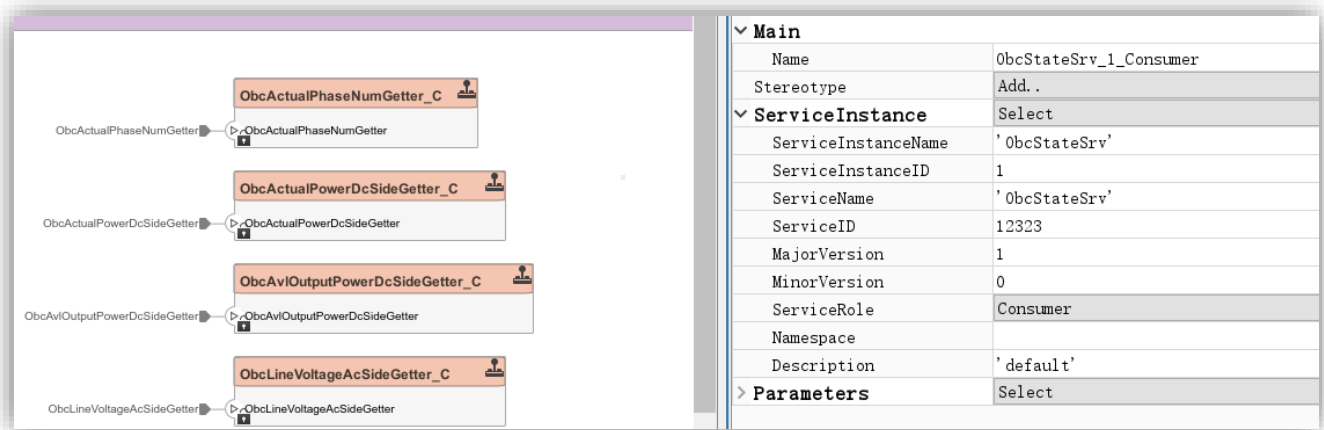 ObcActualPhaseNumGetter_C
ObcActualPhaseNumGetter
ObcActualPhaseNumGetter
ObcActualPowerDcSideGetter_C
ObcActualPowerDcSideGetter
ObcActualPowerDcSideGetter
ObcAvlOutputPowerDcSideGetter_C
ObcAvlOutputPowerDcSideGetter
ObcAvlOutputPowerDcSideGetter
ObcLineVoltageAcSideGetter_C
ObcLineVoltageAcSideGetter
ObcLineVoltageAcSideGetter
Main
Name ObcStateSrv_1_Consumer
Stereotype Add..
ServiceInstance Select
ServiceInstanceName 'ObcStateSrv'
ServiceInstanceID 1
ServiceName 'ObcStateSrv'
ServiceID 12323
MajorVersion 1
MinorVersion 0
ServiceRole Consumer
Namespace
Description 'default'
Parameters Select